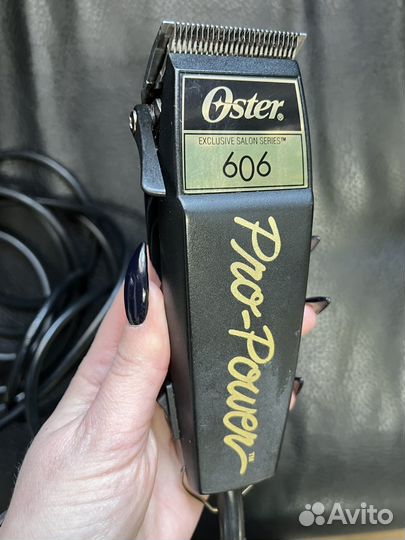 Oster®
EXCLUSIVE SALON SERIES™
606
Pro-Power™
Avito